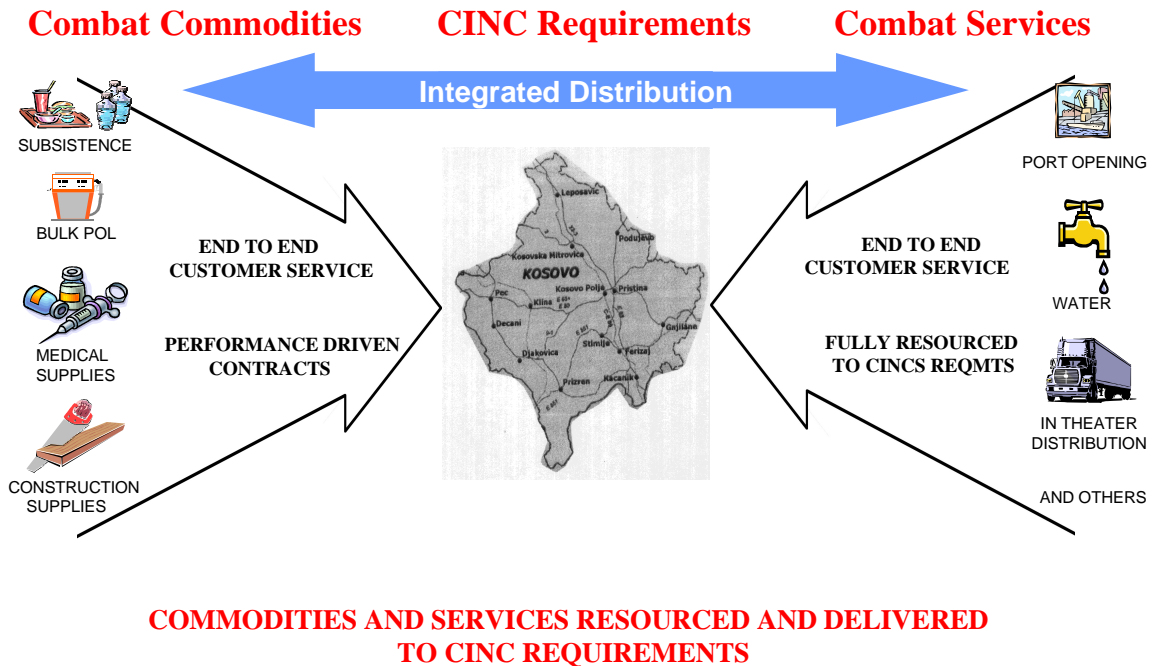 Combat Commodities
CINC Requirements
Combat Services
Integrated Distribution
SUBSISTENCE
BULK POL
MEDICAL
SUPPLIES
CONSTRUCTION
SUPPLIES
END TO END
CUSTOMER SERVICE
PERFORMANCE DRIVEN
CONTRACTS
Leposavic
Podujevo
Kosovska Mitrovica
KOSOVO
Kosovo Polje
Pristina
Pec
Klina
Decani
Gnjilane
Stimlje
Djakovica
Ferizaj
Prizren
Kacanik
END TO END
CUSTOMER SERVICE
FULLY RESOURCED
TO CINCS REQMTS
PORT OPENING
WATER
IN THEATER
DISTRIBUTION
AND OTHERS
COMMODITIES AND SERVICES RESOURCED AND DELIVERED
TO CINC REQUIREMENTS